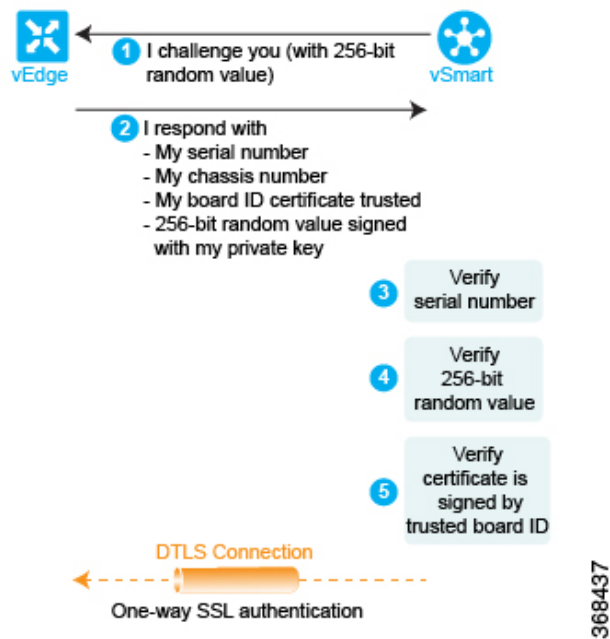 vEdge
vSmart
1 I challenge you (with 256-bit
random value)
2 I respond with
- My serial number
- My chassis number
- My board ID certificate trusted
- 256-bit random value signed
with my private key
3 Verify
serial number
4 Verify
256-bit
random value
5 Verify
certificate is
signed by
trusted board ID
DTLS Connection
One-way SSL authentication
368437